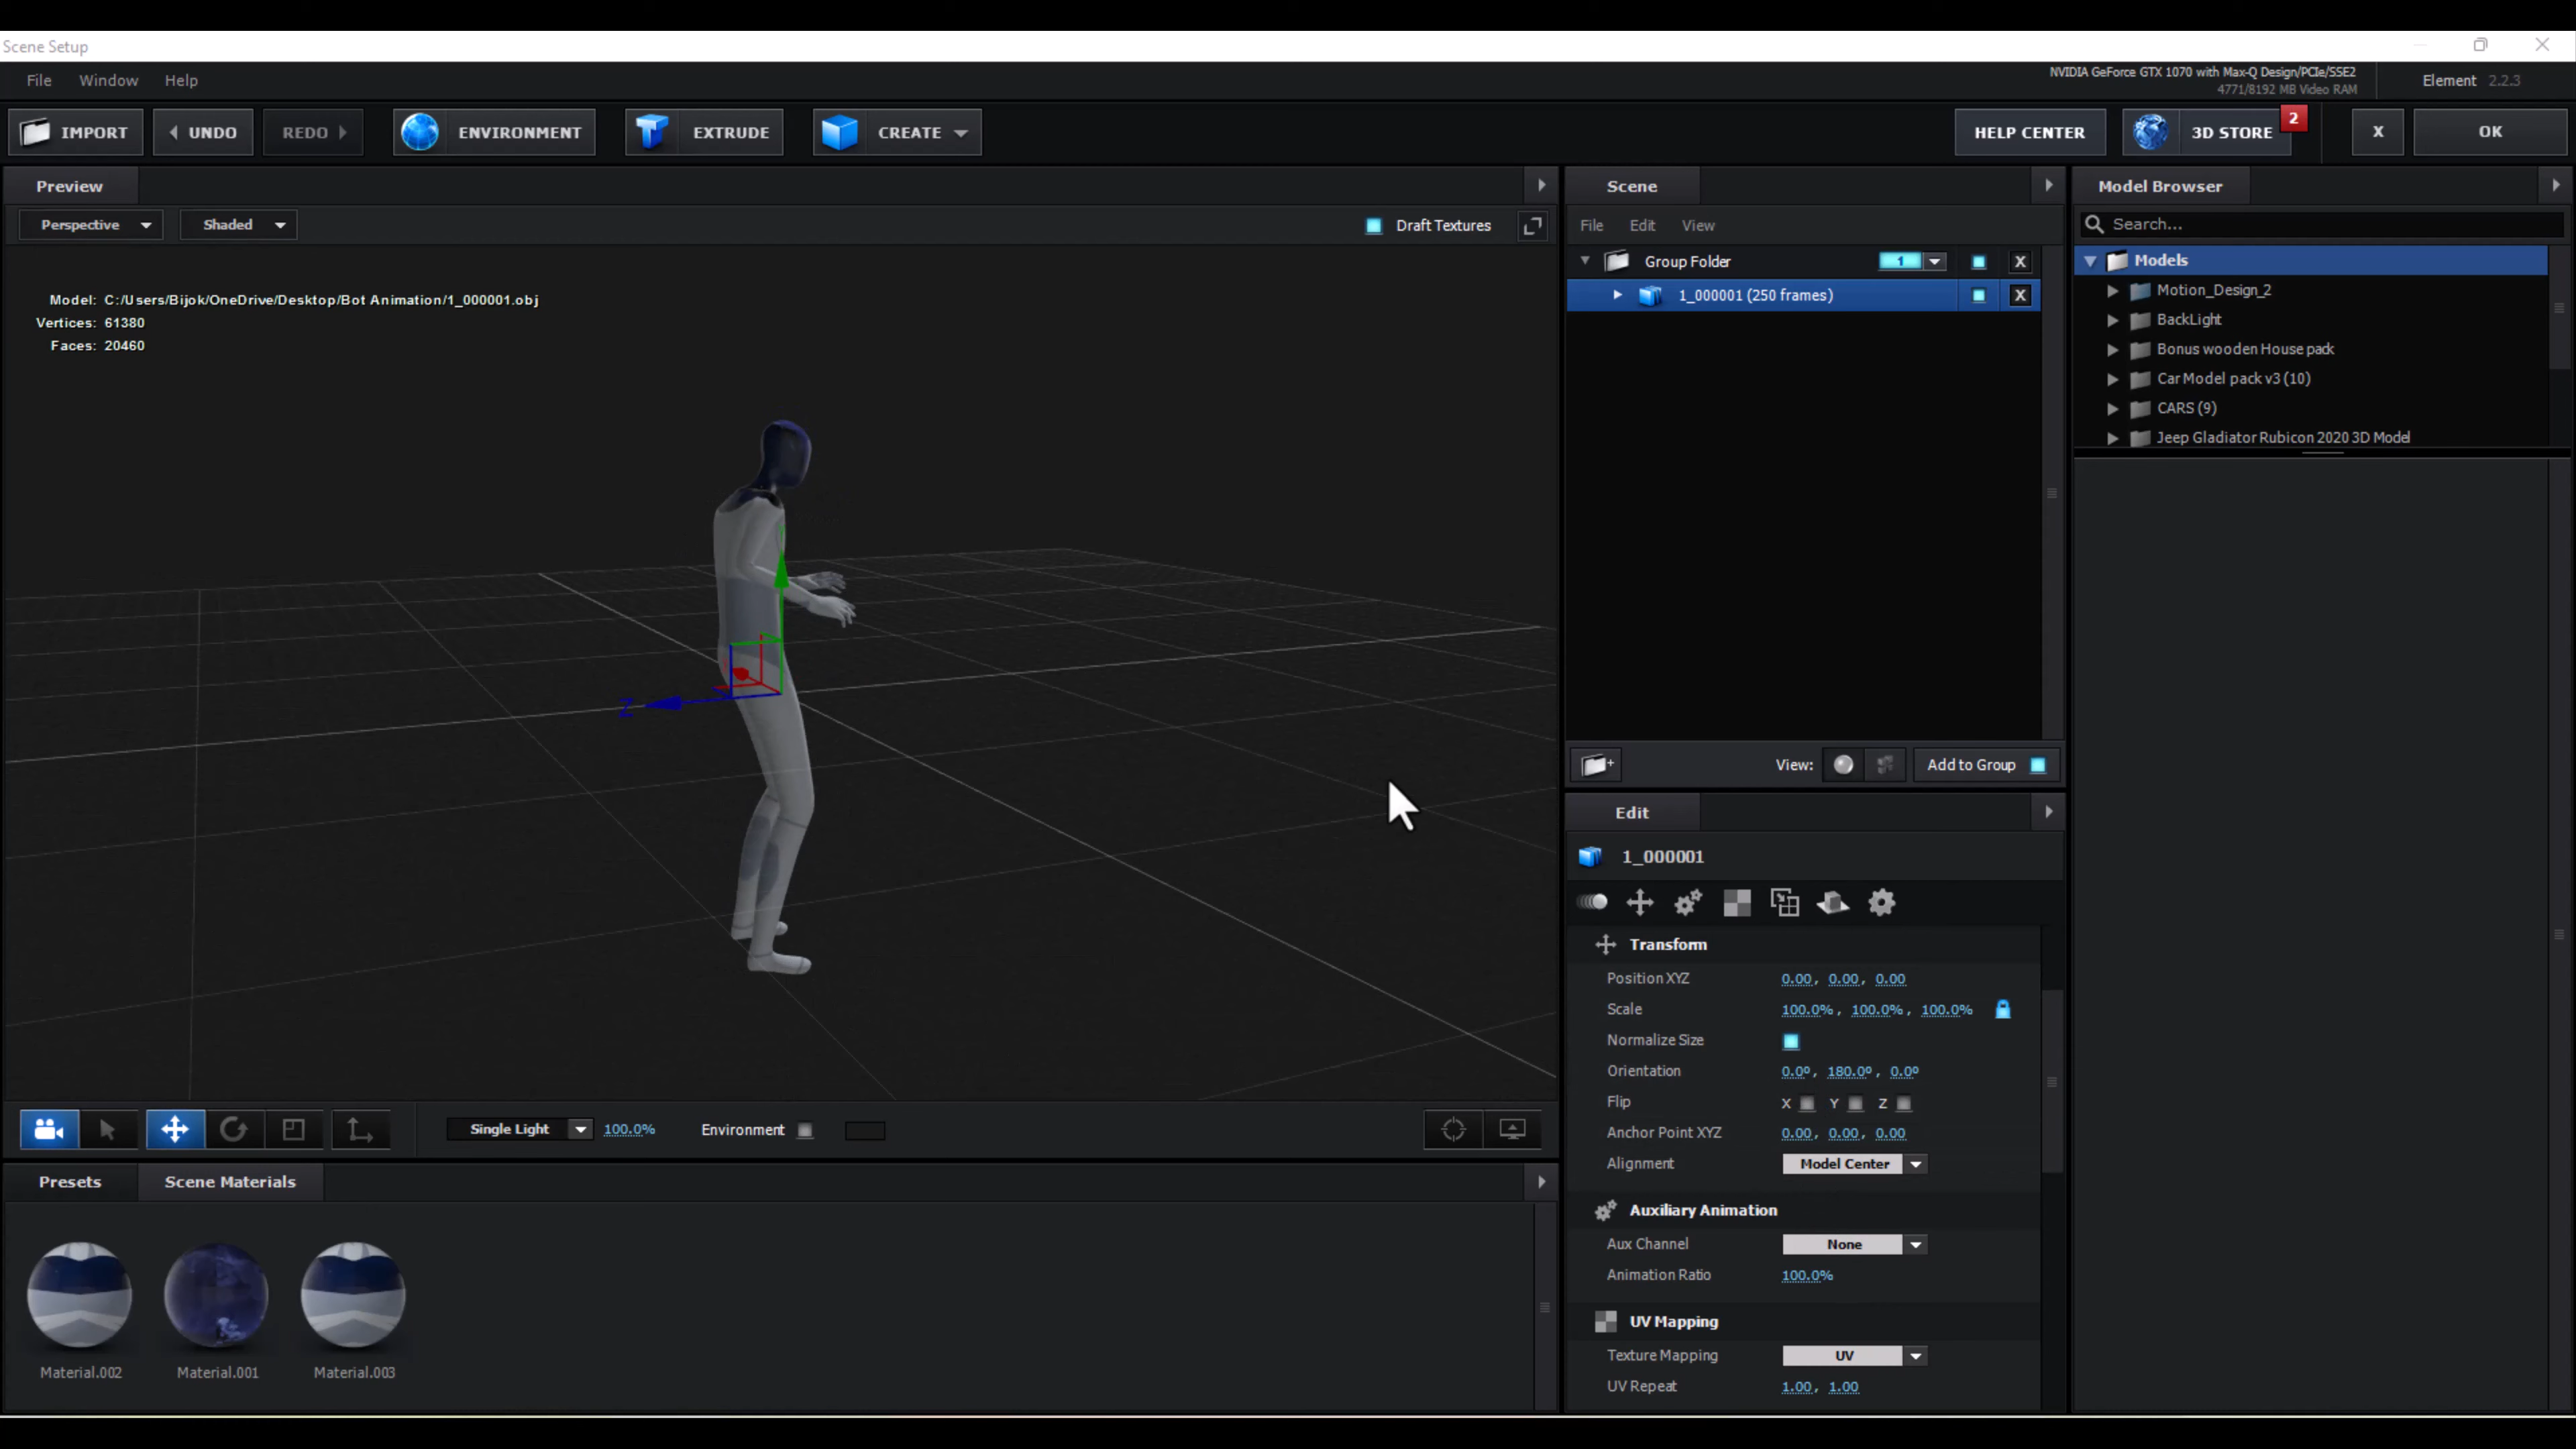 Scene Setup
File Window Help
NVIDIA GeForce GTX 1070 with Max-Q Design/PCIe/SSE2
4771/8192 MB Video RAM
Element 2.2.3
IMPORT UNDO REDO ENVIRONMENT EXTRUDE CREATE HELP CENTER 3D STORE 2 X OK
Preview
Perspective Shaded Draft Textures
Model: C:/Users/Bijok/OneDrive/Desktop/Bot Animation/1_000001.obj
Vertices: 61380
Faces: 20460
Z
Single Light 100.0% Environment
Presets Scene Materials
Material.002 Material.001 Material.003
Scene
File Edit View
Group Folder 1 X
1_000001 (250 frames) X
View: Add to Group
Edit
1_000001
Transform
Position XYZ 0.00, 0.00, 0.00
Scale 100.0%, 100.0%, 100.0%
Normalize Size
Orientation 0.0º, 180.0º, 0.0º
Flip X Y Z
Anchor Point XYZ 0.00, 0.00, 0.00
Alignment Model Center
Auxiliary Animation
Aux Channel None
Animation Ratio 100.0%
UV Mapping
Texture Mapping UV
UV Repeat 1.00, 1.00
Model Browser
Search...
Models
Motion_Design_2
BackLight
Bonus wooden House pack
Car Model pack v3 (10)
CARS (9)
Jeep Gladiator Rubicon 2020 3D Model